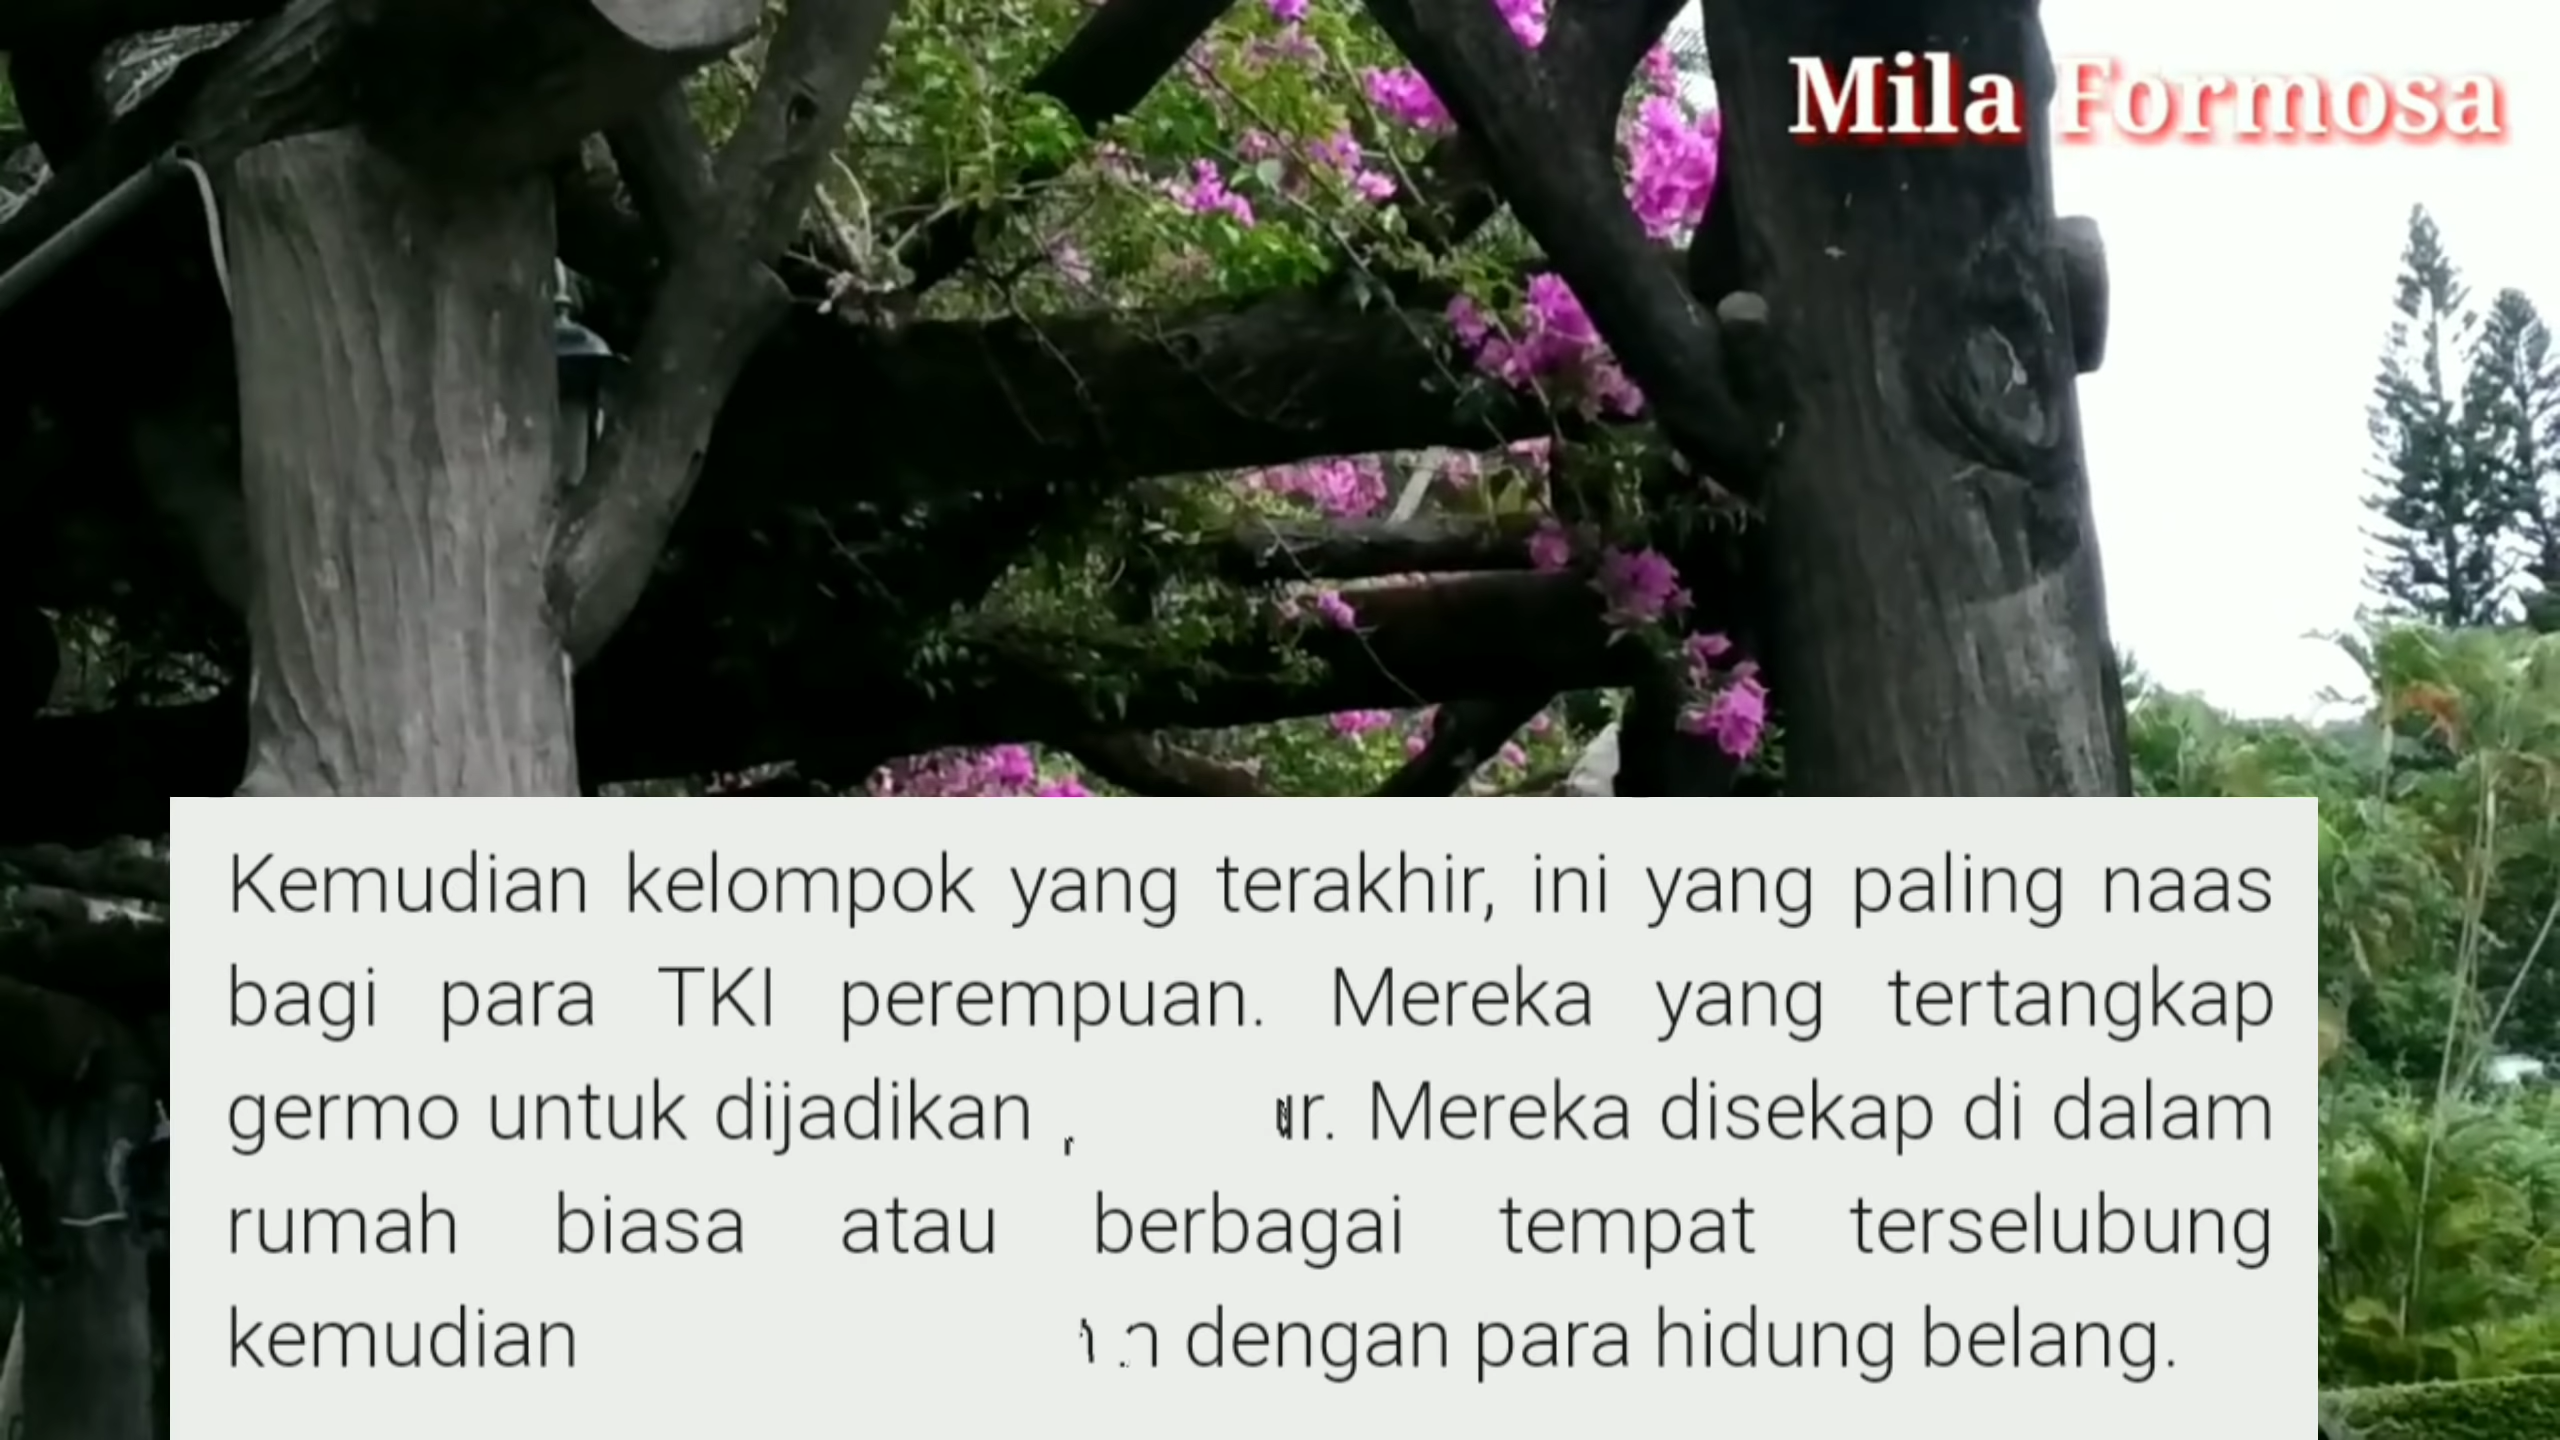 Mila Formosa
Kemudian kelompok yang terakhir, ini yang paling naas
bagi para TKI perempuan. Mereka yang tertangkap
germo untuk dijadikan Mereka disekap di dalam
rumah biasa atau berbagai tempat terselubung
kemudian dengan para hidung belang.